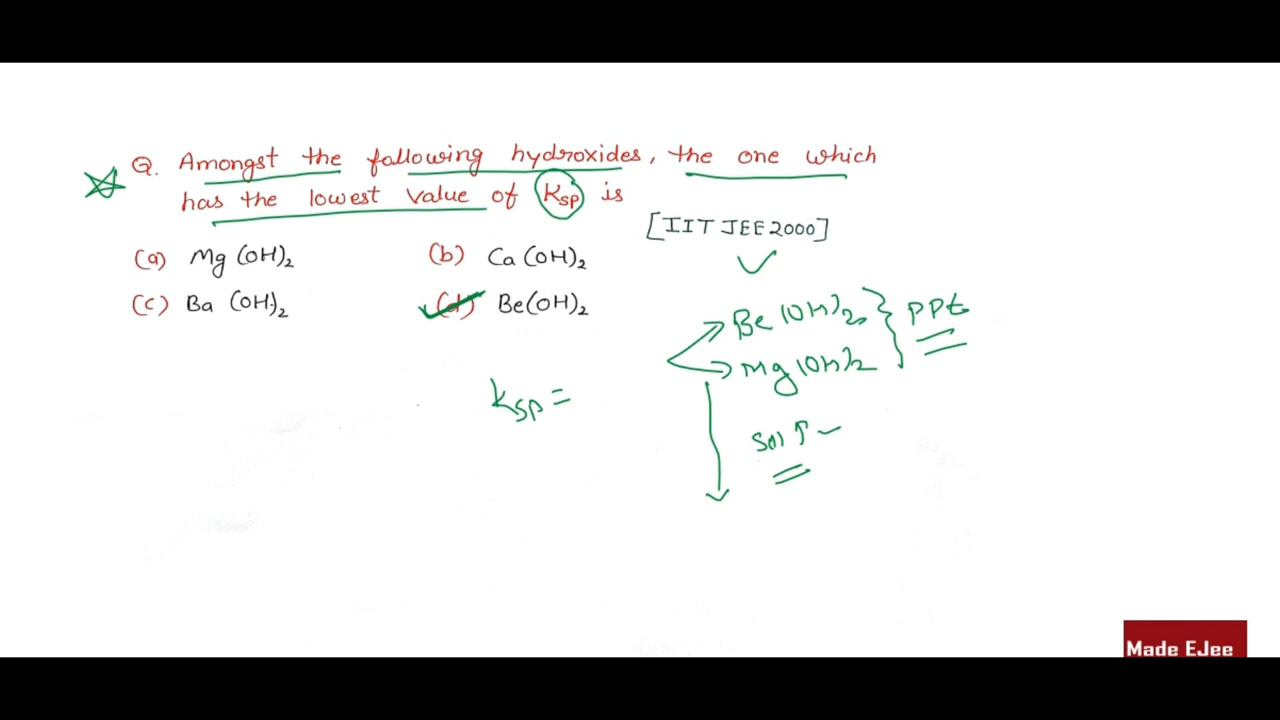 Q. Amongst the following hydroxides, the one which
has the lowest value of Ksp is
[IIT JEE 2000]
(a) Mg (OH)2 (b) Ca (OH)2
(c) Ba (OH)2 (d) Be(OH)2
Be (OH)2 } ppt
Mg (OH)2
Ksp =
Sol ↑
Made EJee